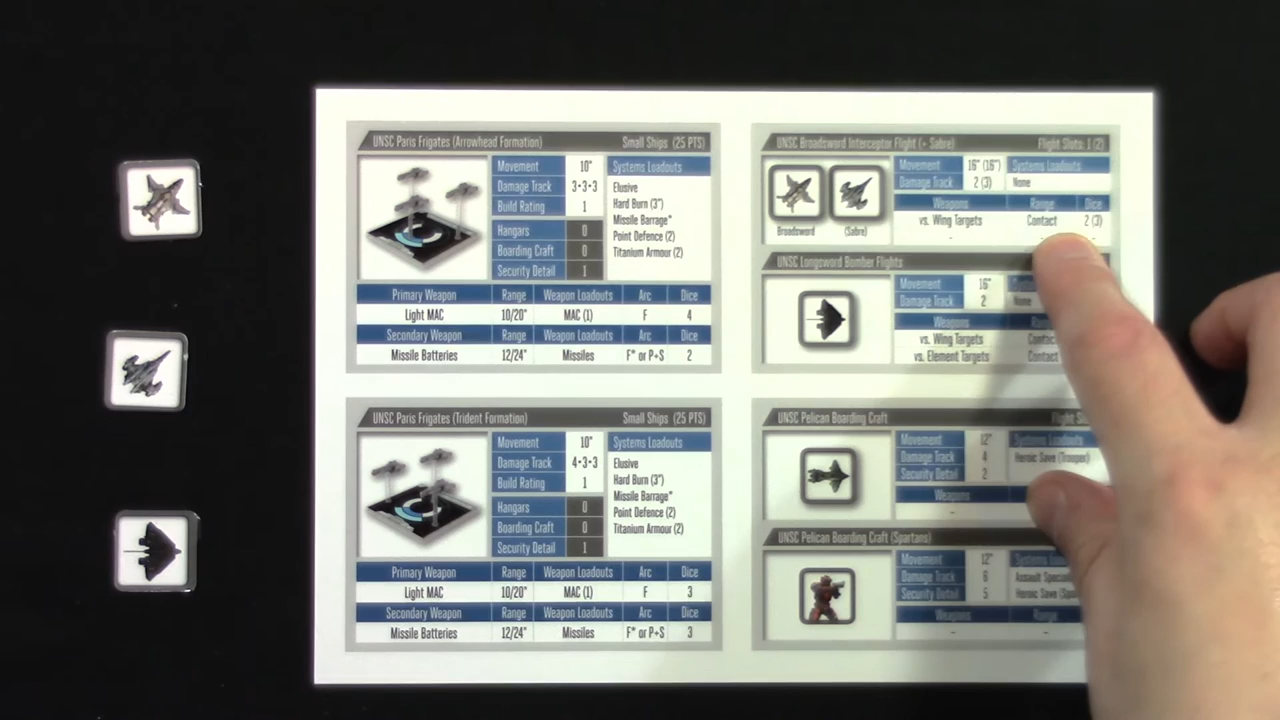 UNSC Paris Frigates (Arrowhead Formation) Small Ships (25 PTS)
Movement 10" Systems Loadouts
Damage Track 3•3•3 Elusive
Build Rating 1 Hard Burn (3")
Missile Barrage*
Hangars 0 Point Defence (2)
Boarding Craft 0 Titanium Armour (2)
Security Detail 1
Primary Weapon Range Weapon Loadouts Arc Dice
Light MAC 10/20" MAC (1) F 4
Secondary Weapon Range Weapon Loadouts Arc Dice
Missile Batteries 12/24" Missiles F* or P+S 2
UNSC Broadsword Interceptor Flight (+ Sabre) Flight Slots: 1 (2)
Movement 16" (16") Systems Loadouts
Damage Track 2 (3) None
Weapons Range Dice
vs. Wing Targets Contact 2 (3)
- -
Broadsword (Sabre)
UNSC Longsword Bomber Flights
Movement 16"
Damage Track 2 None
Weapons
vs. Wing Targets
vs. Element Targets Contact
UNSC Paris Frigates (Trident Formation) Small Ships (25 PTS)
Movement 10" Systems Loadouts
Damage Track 4•3•3 Elusive
Build Rating 1 Hard Burn (3")
Missile Barrage*
Hangars 0 Point Defence (2)
Boarding Craft 0 Titanium Armour (2)
Security Detail 1
Primary Weapon Range Weapon Loadouts Arc Dice
Light MAC 10/20" MAC (1) F 3
Secondary Weapon Range Weapon Loadouts Arc Dice
Missile Batteries 12/24" Missiles F* or P+S 3
UNSC Pelican Boarding Craft Flight
Movement 12" Systems Loadouts
Damage Track 4 Heroic Save (Trooper)
Security Detail 2
Weapons
-
UNSC Pelican Boarding Craft (Spartans)
Movement 12" Systems
Damage Track 6 Assault
Security Detail 5 Heroic Save
Weapons Range
- -